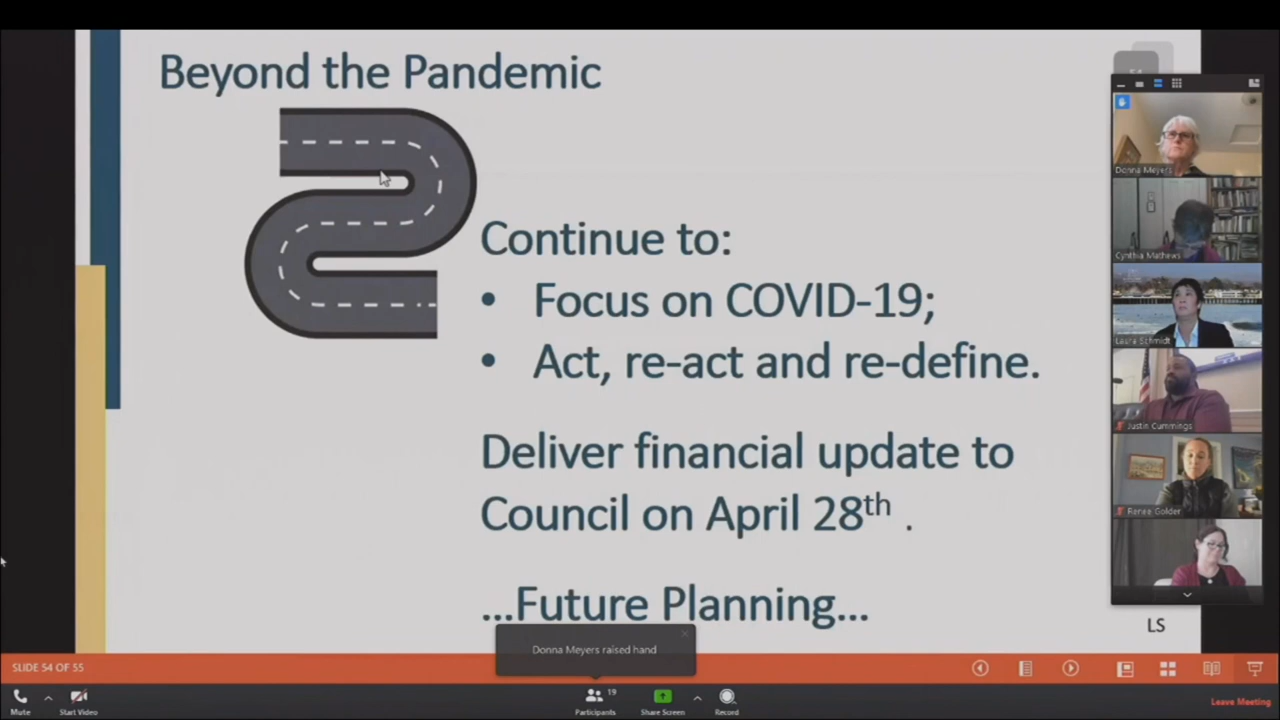 Beyond the Pandemic
Continue to:
• Focus on COVID-19;
• Act, re-act and re-define.
Deliver financial update to
Council on April 28th .
...Future Planning...
LS
Donna Meyers
Cynthia Mathews
Laura Schmidt
Justin Cummings
Renee Golder
Donna Meyers raised hand
SLIDE 54 OF 55
Mute
Start Video
19
Participants
Share Screen
Record
Leave Meeting